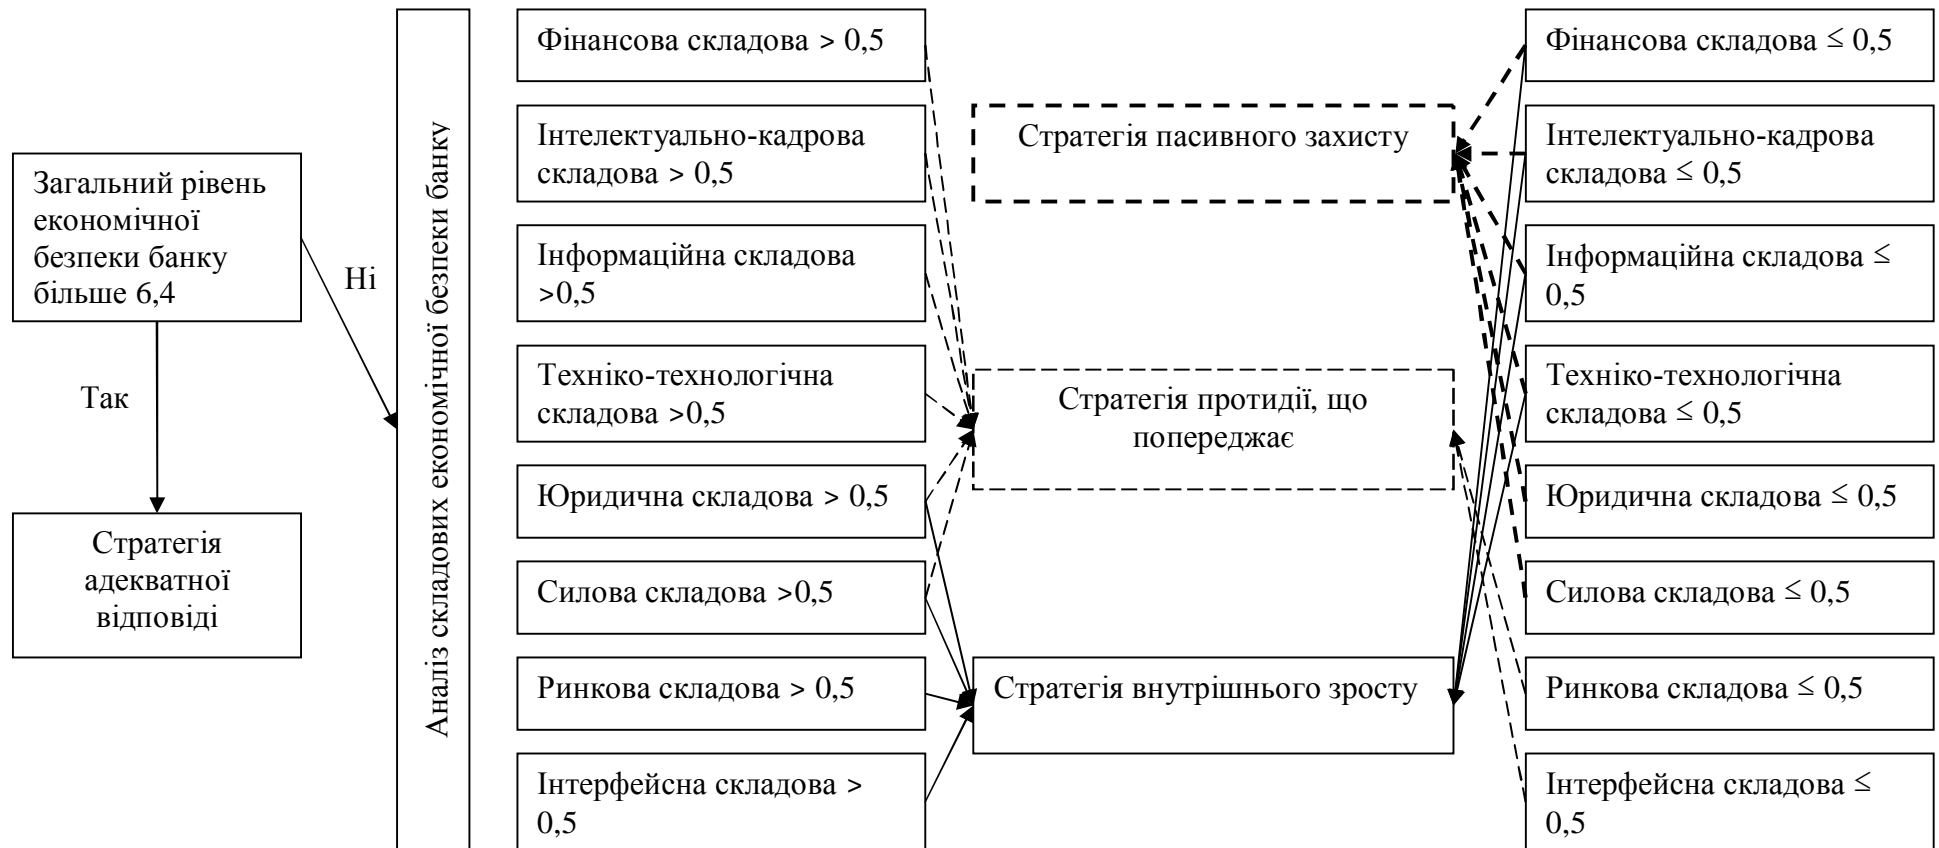 Загальний рівень
економічної
безпеки банку
більше 6,4
Так
Стратегія
адекватної
відповіді
Ні
Аналіз складових економічної безпеки банку
Фінансова складова > 0,5
Інтелектуально-кадрова
складова > 0,5
Інформаційна складова
>0,5
Техніко-технологічна
складова >0,5
Юридична складова > 0,5
Силова складова >0,5
Ринкова складова > 0,5
Інтерфейсна складова >
0,5
Стратегія пасивного захисту
Стратегія протидії, що
попереджає
Стратегія внутрішнього зросту
Фінансова складова ≤ 0,5
Інтелектуально-кадрова
складова ≤ 0,5
Інформаційна складова ≤
0,5
Техніко-технологічна
складова ≤ 0,5
Юридична складова ≤ 0,5
Силова складова ≤ 0,5
Ринкова складова ≤ 0,5
Інтерфейсна складова ≤
0,5